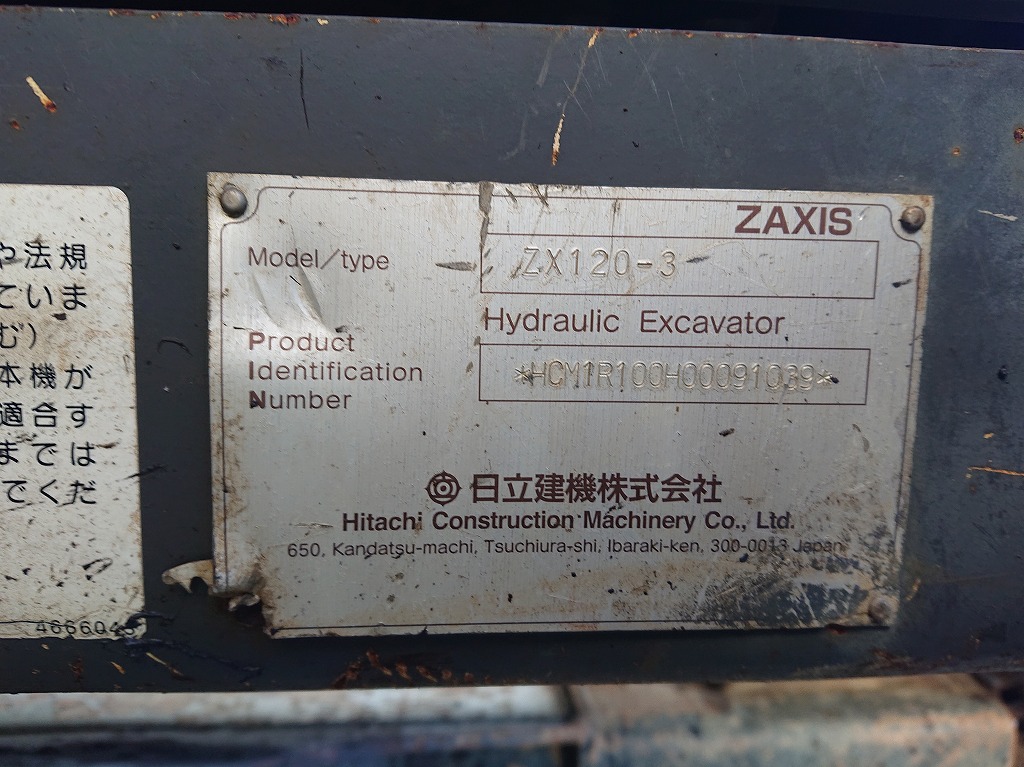 や法規
ていま
む)
本機が
適合す
までは
でくだ
4666045
ZAXIS
Model/type ZX120-3
Hydraulic Excavator
Product
Identification
Number
*HCM1R100H00091039*
日立建機株式会社
Hitachi Construction Machinery Co., Ltd.
650, Kandatsu-machi, Tsuchiura-shi, Ibaraki-ken, 300-0013 Japan